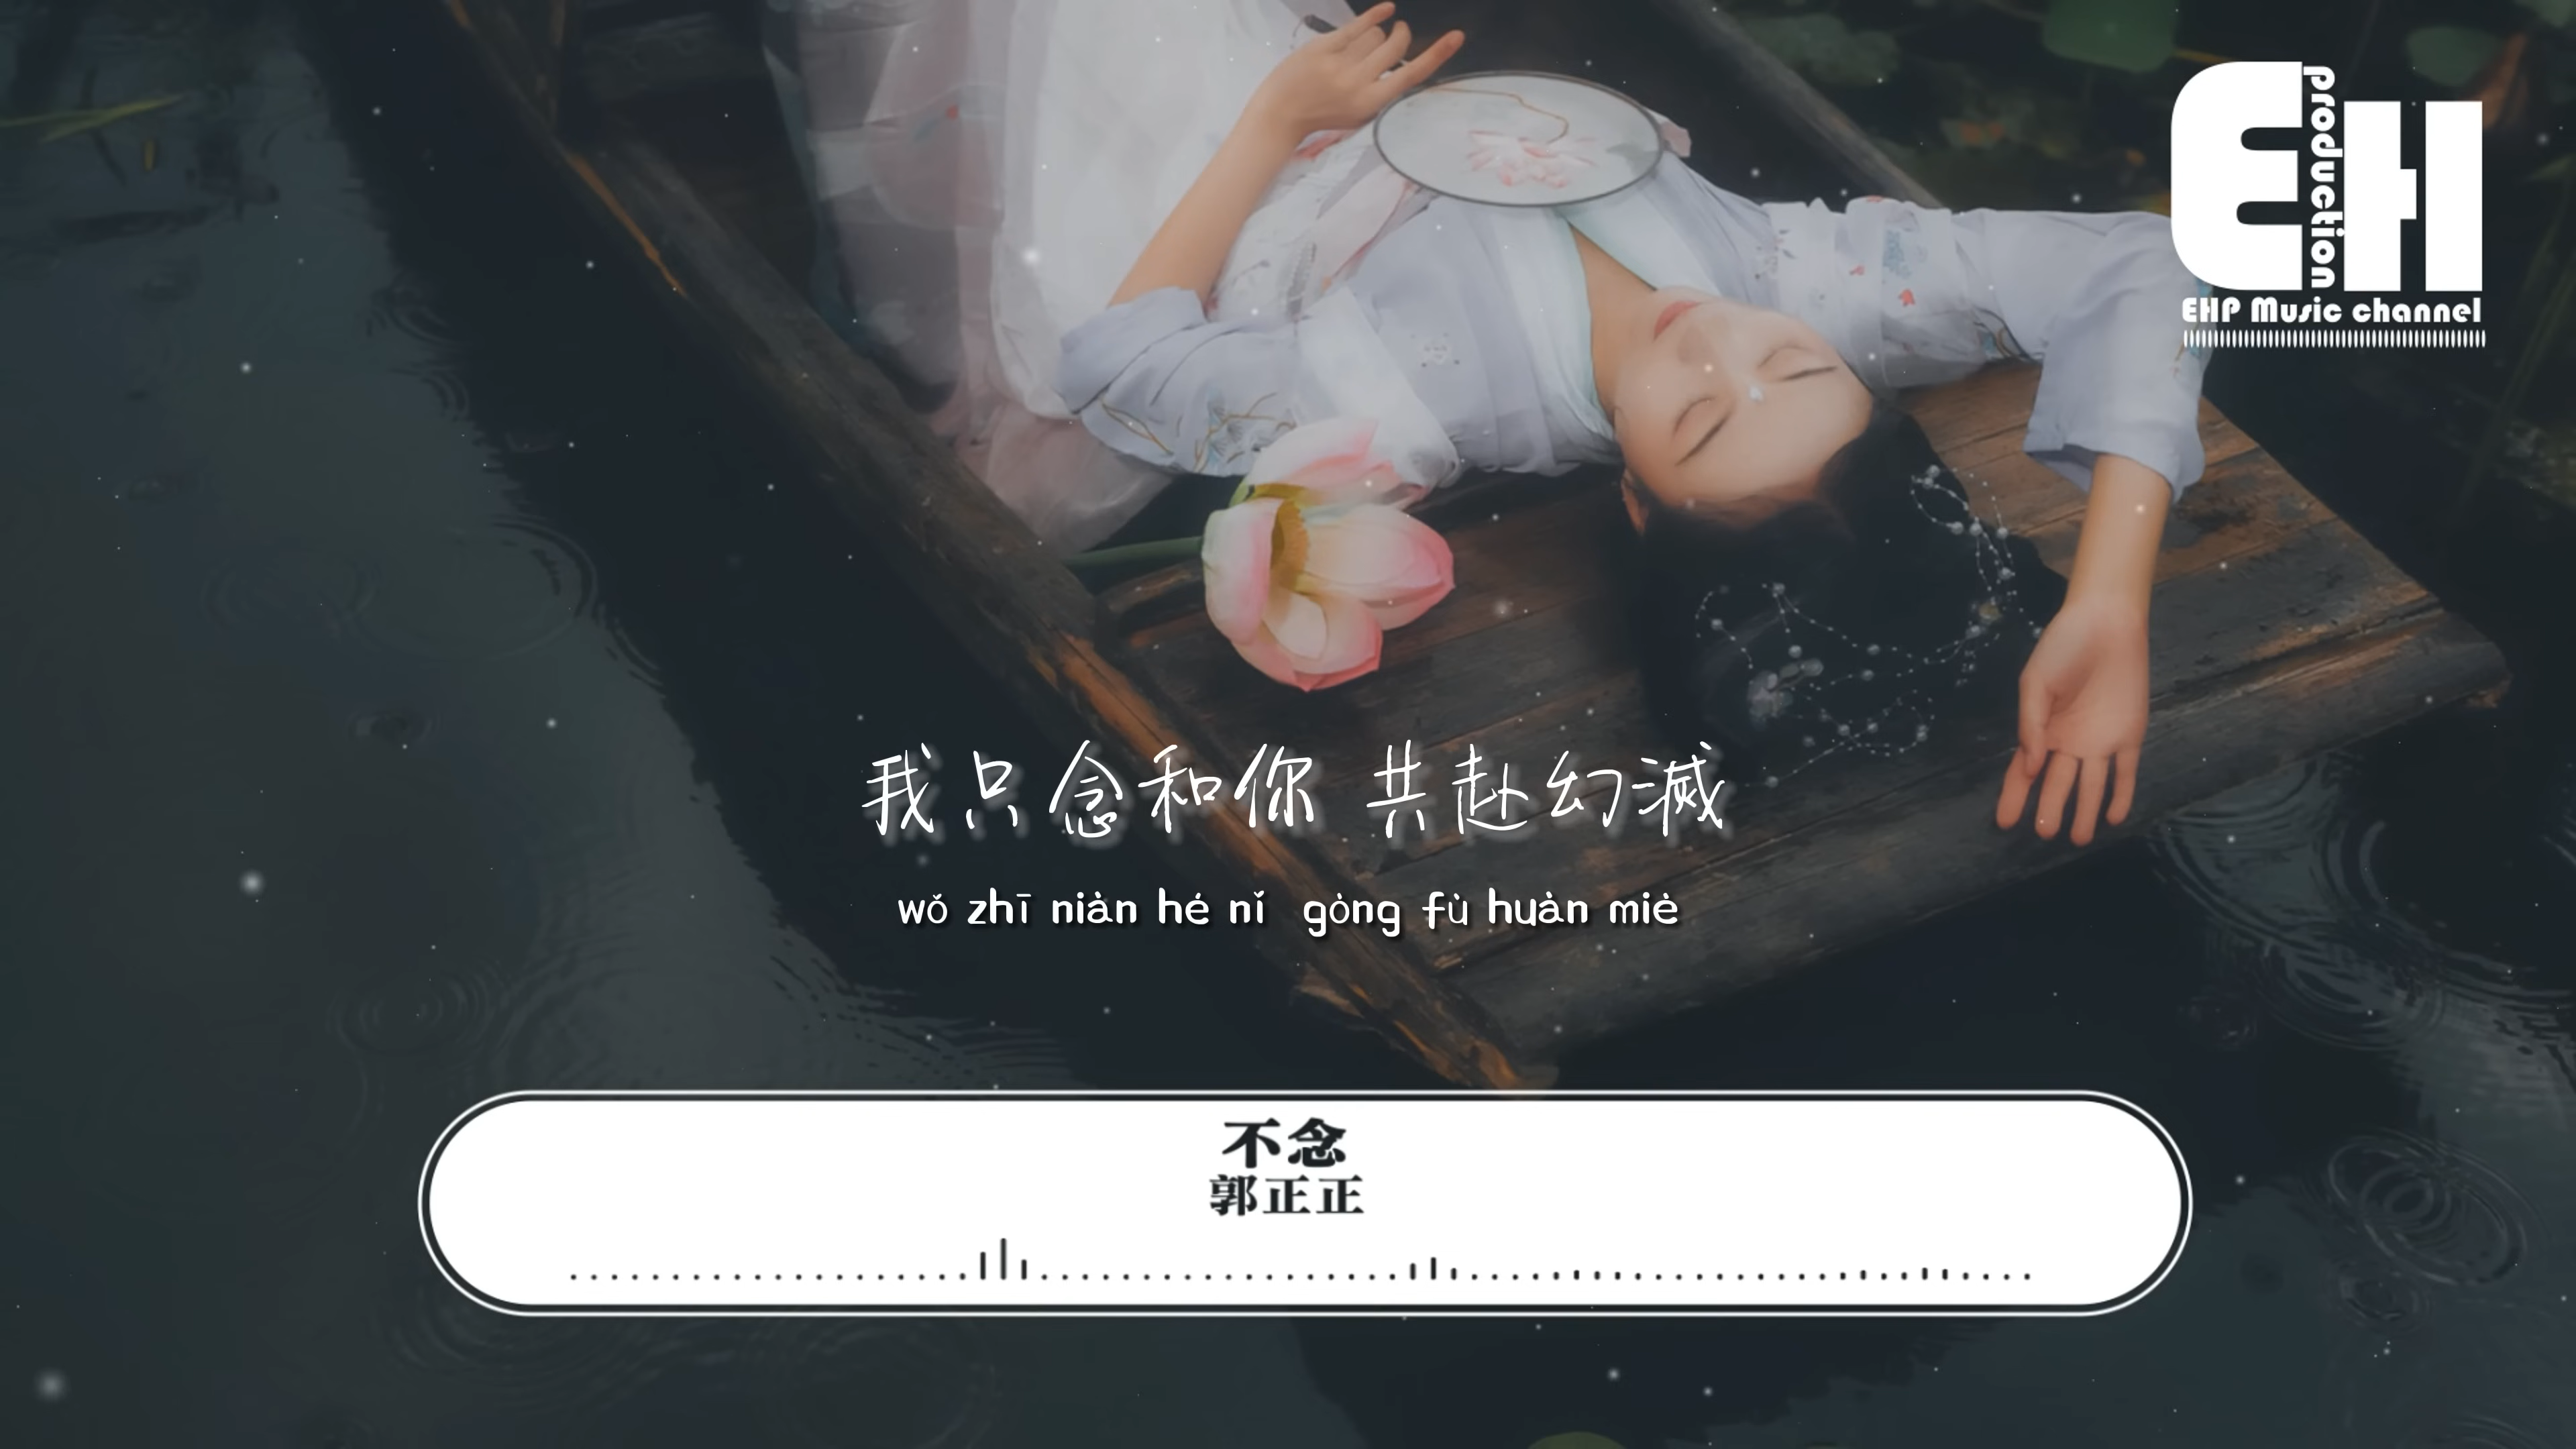 production
EH
EHP Music channel
我只念和你 共赴幻滅
wǒ zhī niàn hé nǐ gòng fù huàn miè
不念
郭正正